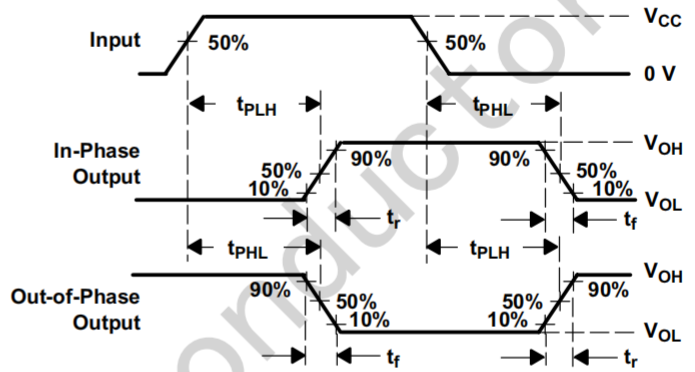 VCC
Input
50%
50%
0 V
tPLH
tPHL
In-Phase
Output
VOH
90%
90%
50%
50%
10%
10%
VOL
tr
tf
tPHL
tPLH
Out-of-Phase
Output
VOH
90%
90%
50%
50%
10%
10%
VOL
tf
tr
onductor